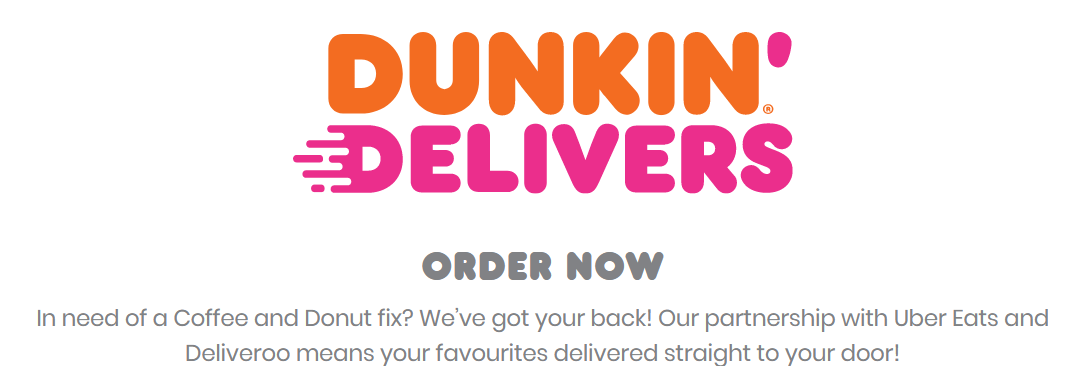 DUNKIN'®
DELIVERS
ORDER NOW
In need of a Coffee and Donut fix? We’ve got your back! Our partnership with Uber Eats and
Deliveroo means your favourites delivered straight to your door!